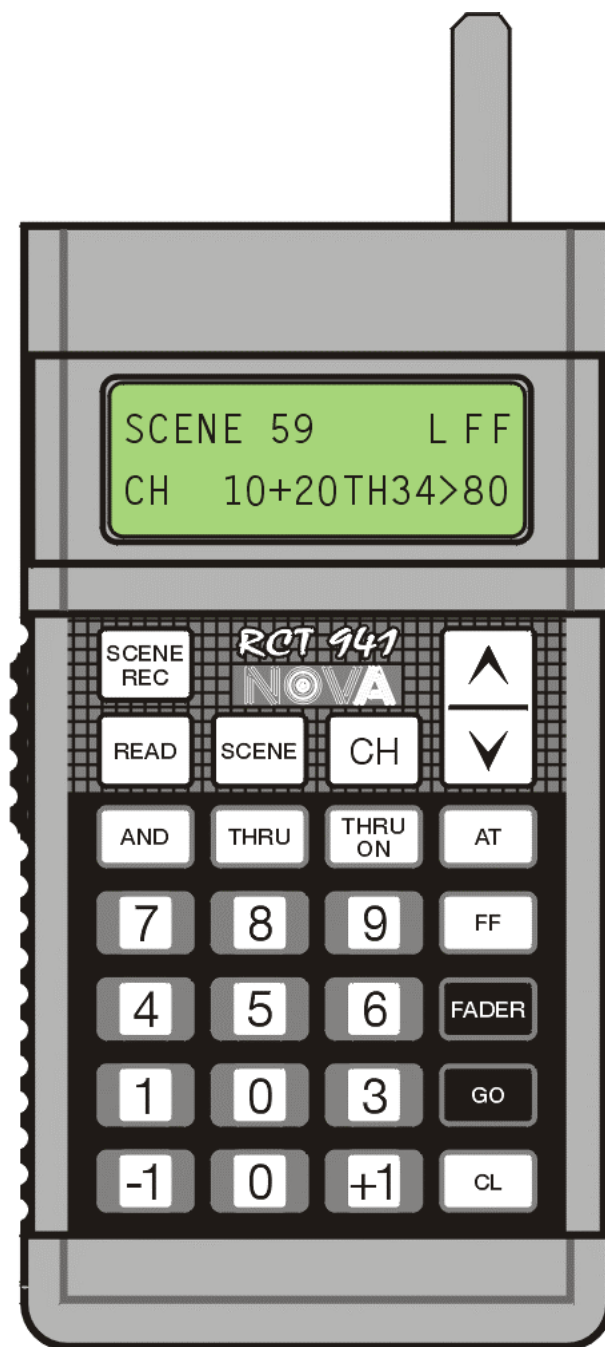 SCENE 59 L FF
CH 10+20TH34>80
SCENE
REC
RCT 941
NOVA
READ SCENE CH
AND THRU THRU ON AT
7 8 9 FF
4 5 6 FADER
1 0 3 GO
-1 0 +1 CL